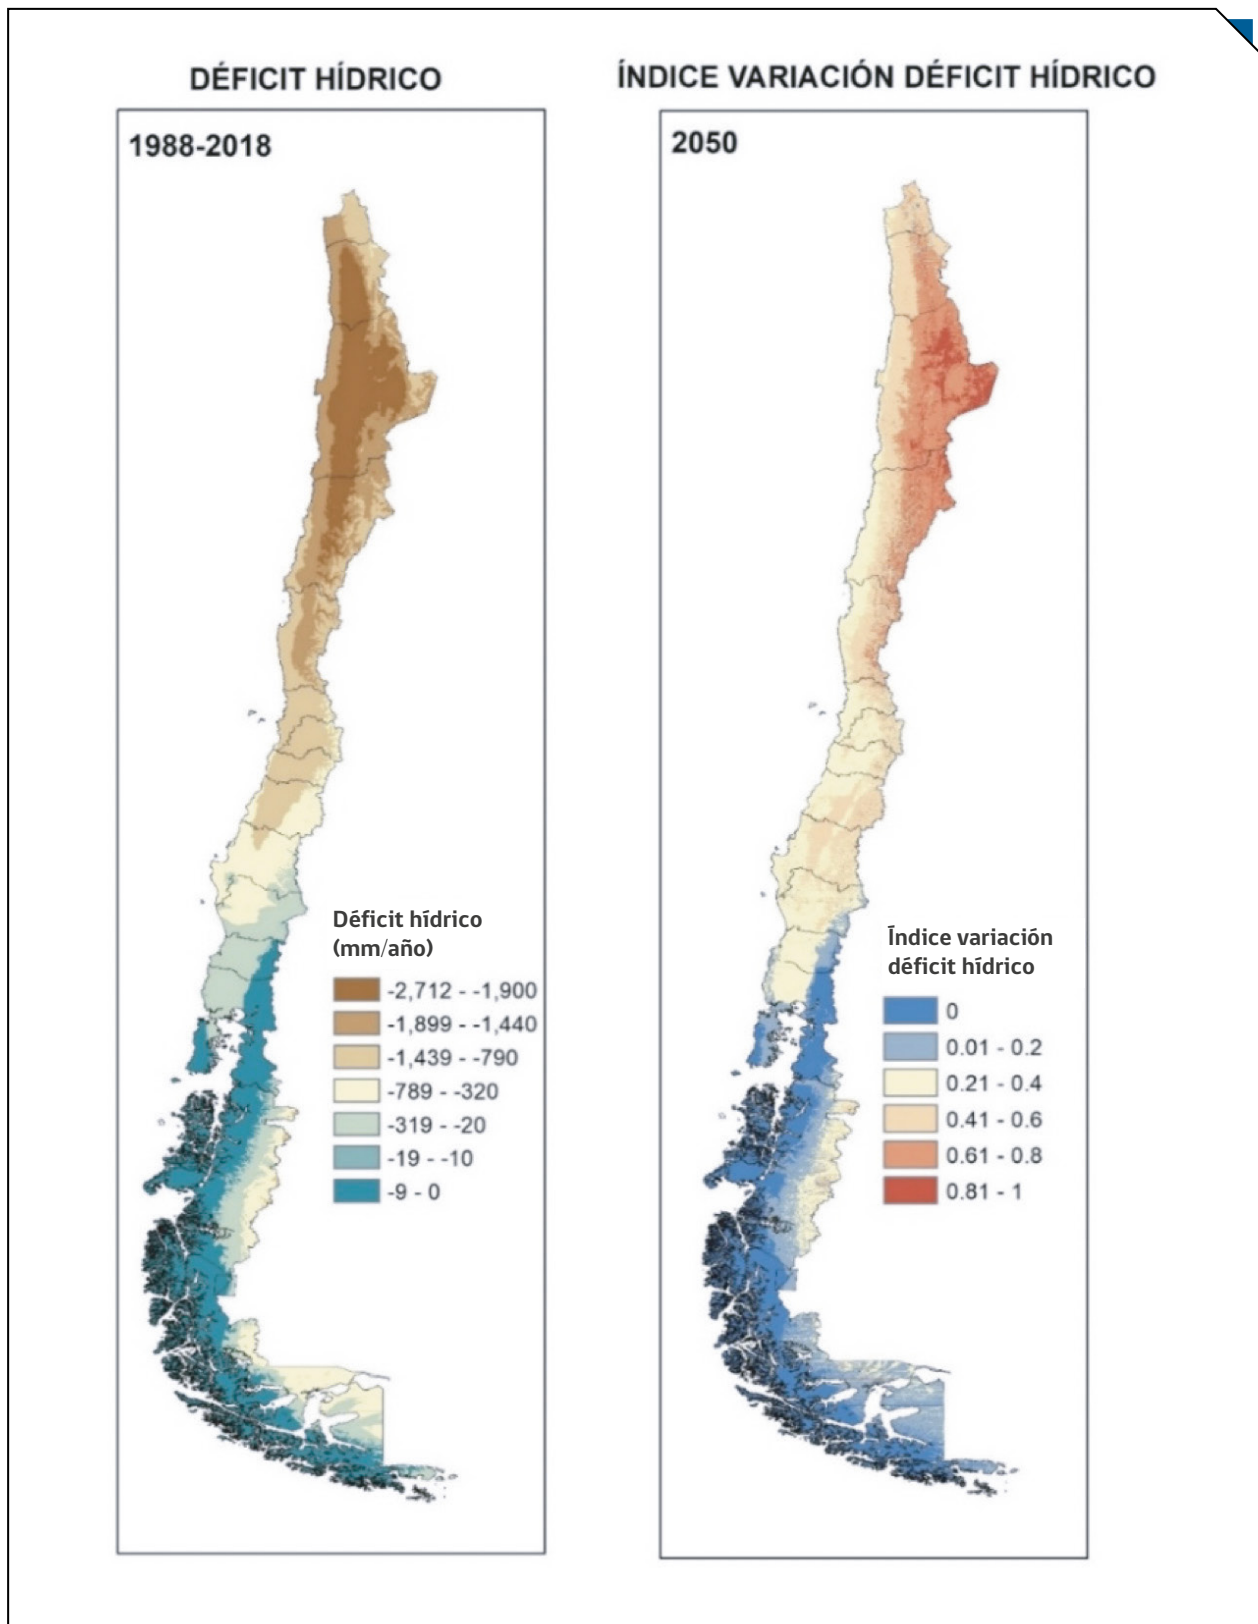 DÉFICIT HÍDRICO
1988-2018
Déficit hídrico
(mm/año)
-2,712 - -1,900
-1,899 - -1,440
-1,439 - -790
-789 - -320
-319 - -20
-19 - -10
-9 - 0
ÍNDICE VARIACIÓN DÉFICIT HÍDRICO
2050
Índice variación
déficit hídrico
0
0.01 - 0.2
0.21 - 0.4
0.41 - 0.6
0.61 - 0.8
0.81 - 1